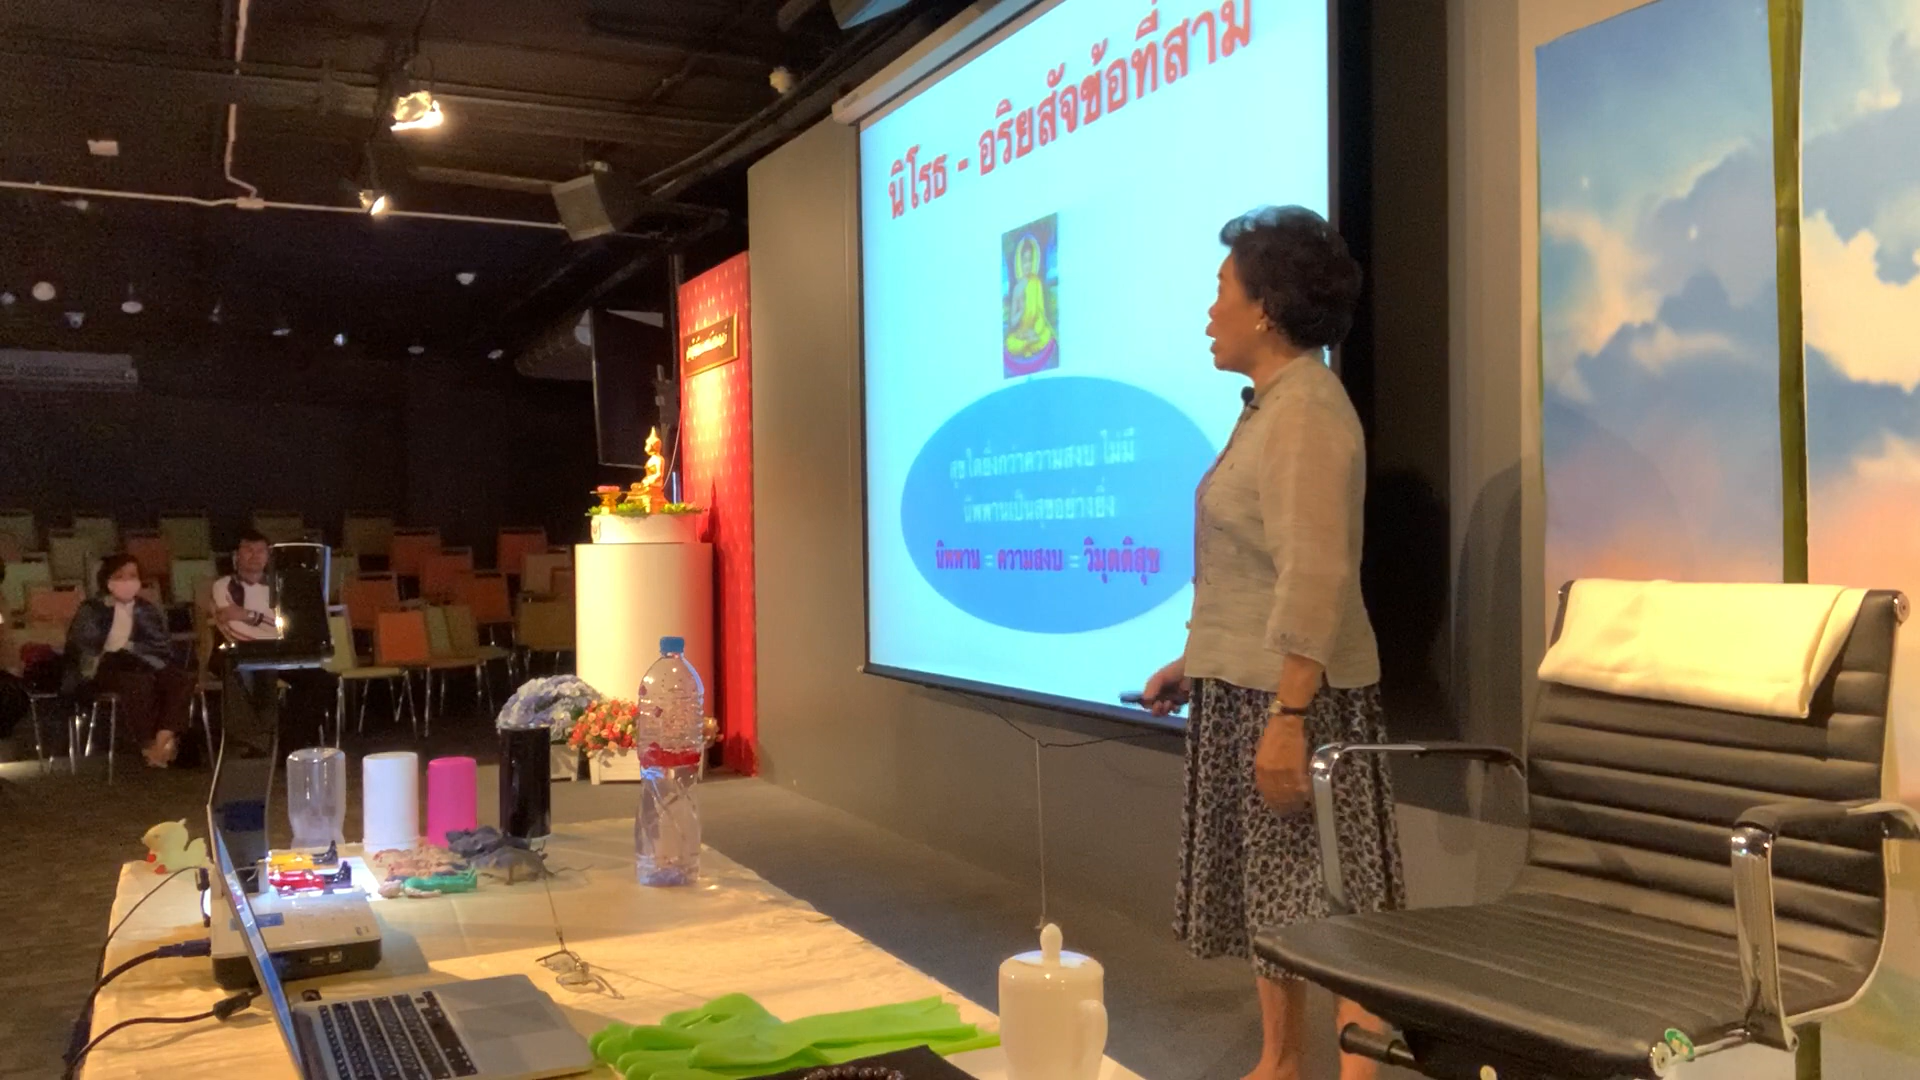 นิโรธ - อริยสัจข้อที่สาม
สุขใดยิ่งกว่าความสงบ ไม่มี
นิพพานเป็นสุขอย่างยิ่ง
นิพพาน = ความสงบ = วิมุตติสุข